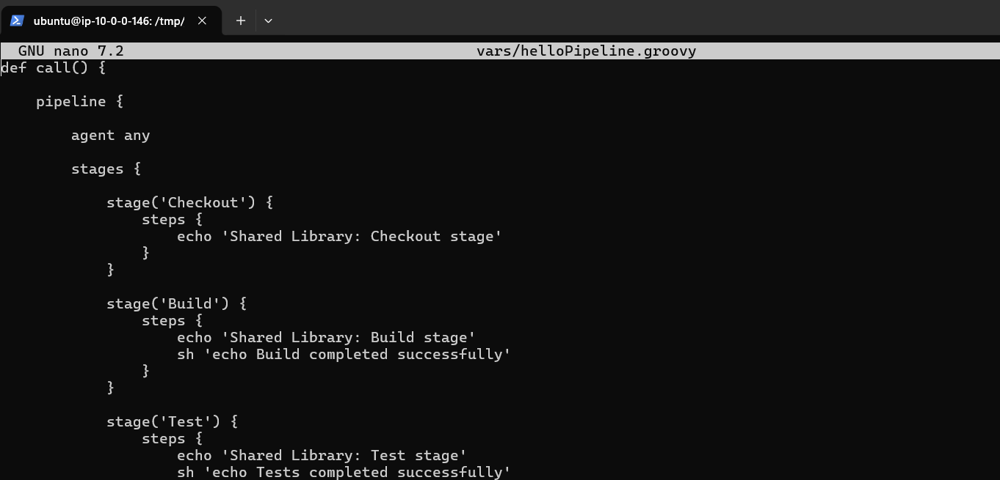 ubuntu@ip-10-0-0-146: /tmp/
GNU nano 7.2 vars/helloPipeline.groovy
def call() {
pipeline {
agent any
stages {
stage('Checkout') {
steps {
echo 'Shared Library: Checkout stage'
}
}
stage('Build') {
steps {
echo 'Shared Library: Build stage'
sh 'echo Build completed successfully'
}
}
stage('Test') {
steps {
echo 'Shared Library: Test stage'
sh 'echo Tests completed successfully'